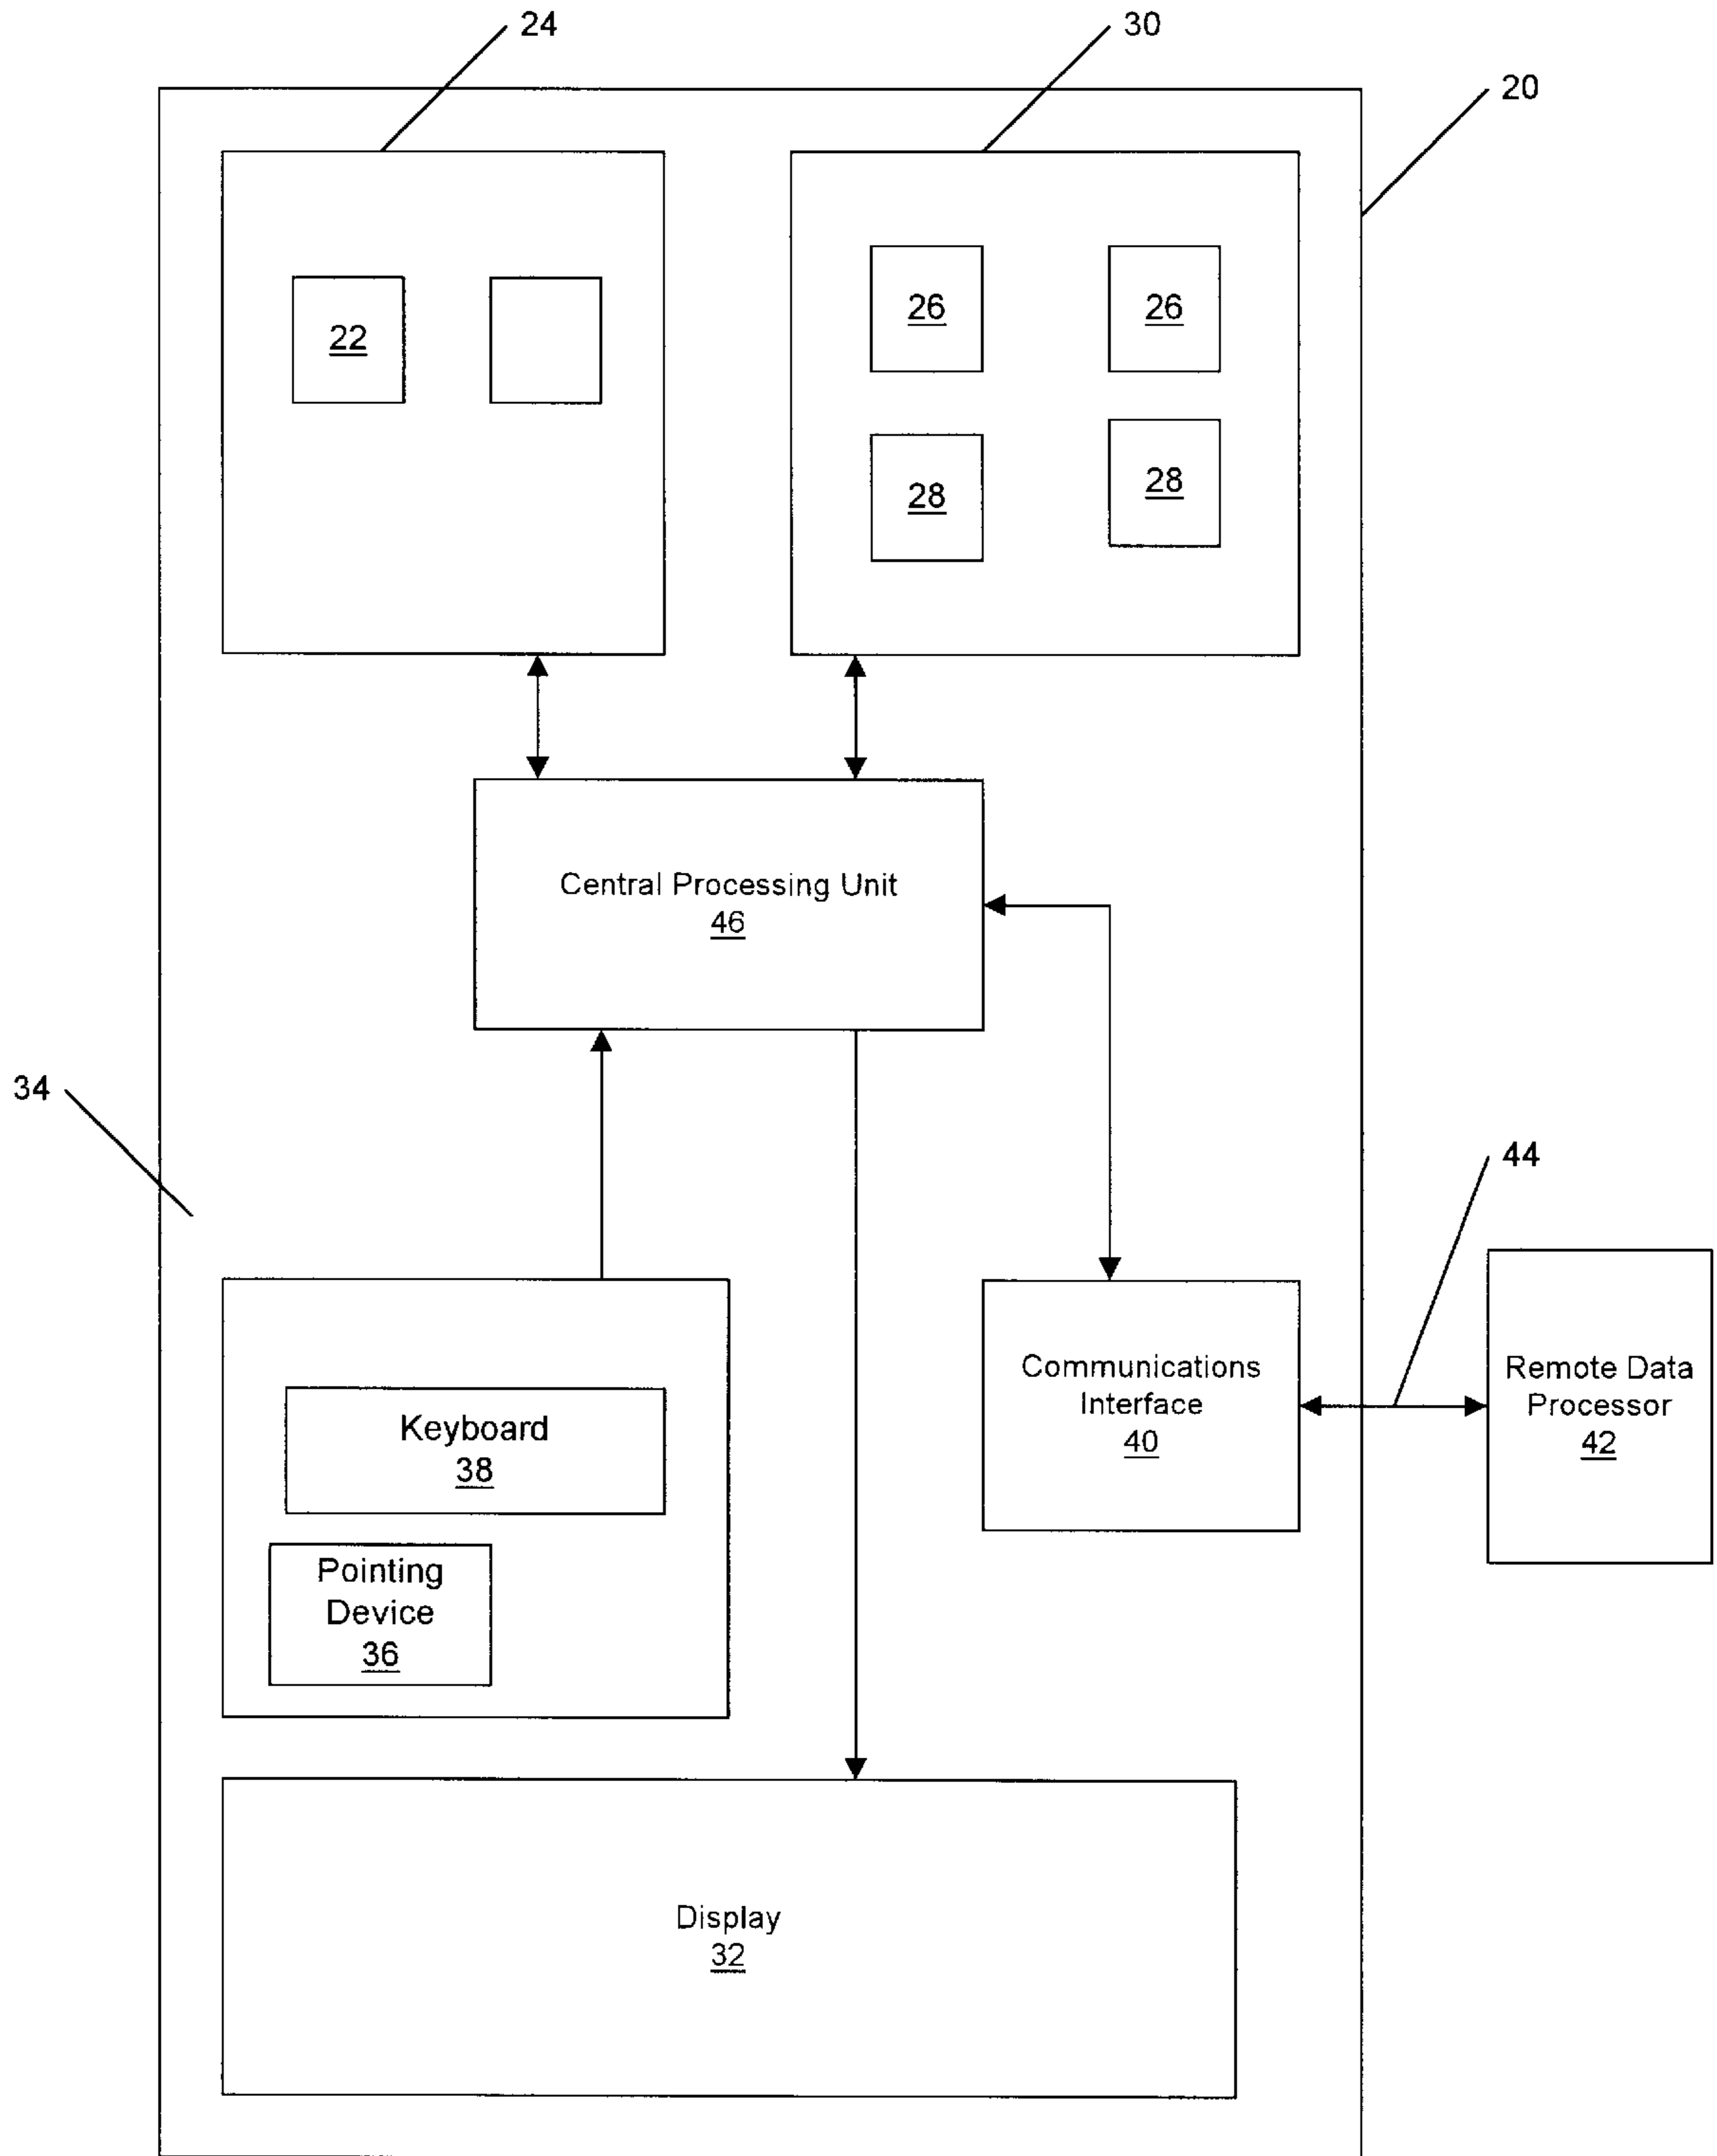 24
30
20
22
26
26
28
28
Central Processing Unit
46
34
44
Communications
Interface
40
Remote Data
Processor
42
Keyboard
38
Pointing
Device
36
Display
32